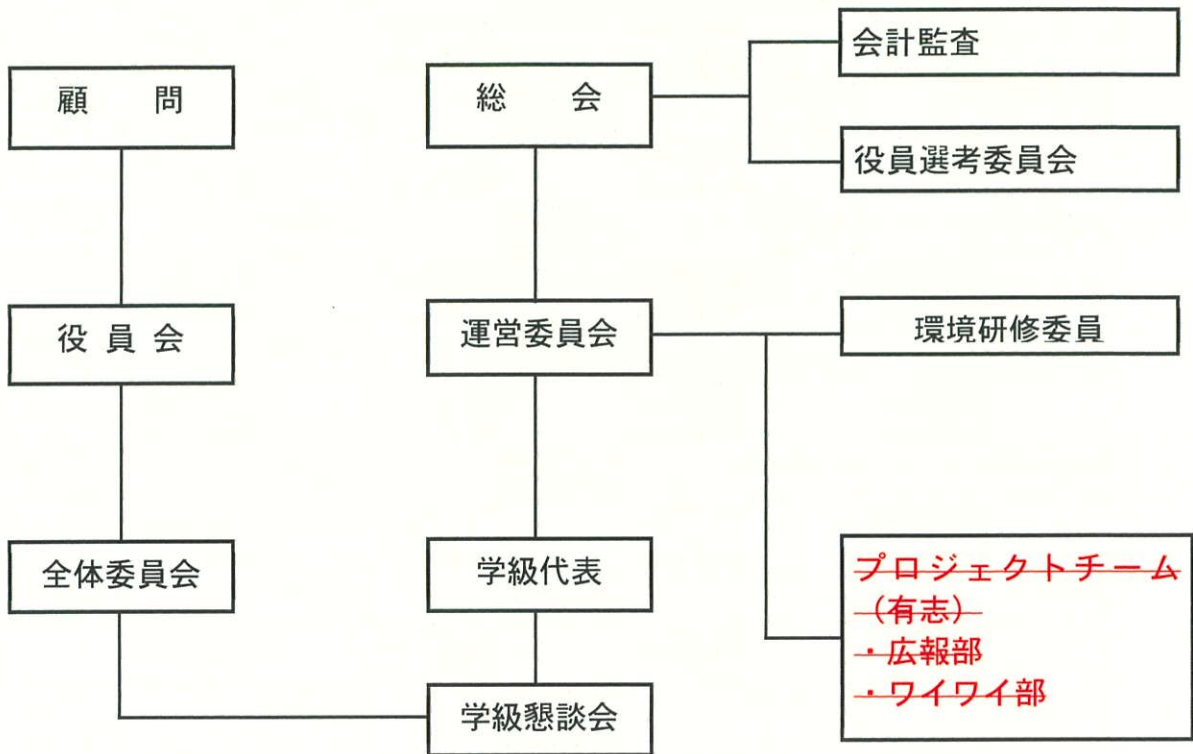 会計監査
顧 問
総 会
役員選考委員会
役 員 会
運営委員会
環境研修委員
全体委員会
学級代表
プロジェクトチーム
(有志)
・広報部
・ワイワイ部
学級懇談会